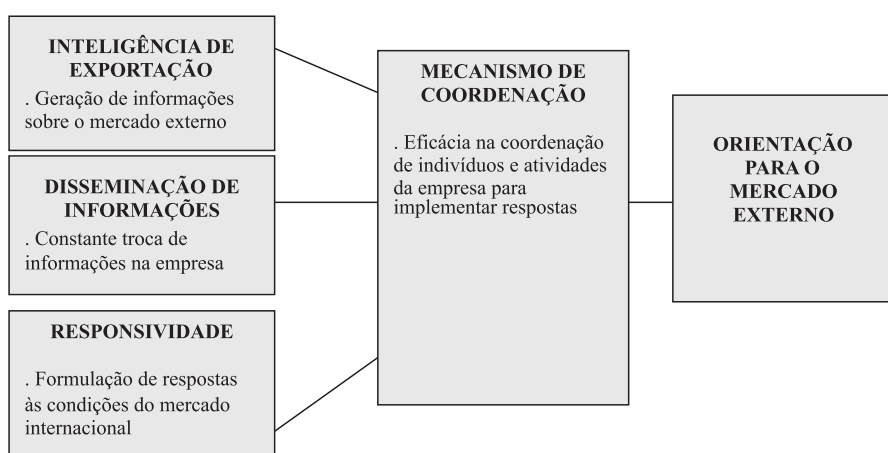 INTELIGÊNCIA DE
EXPORTAÇÃO
. Geração de informações
sobre o mercado externo
DISSEMINAÇÃO DE
INFORMAÇÕES
. Constante troca de
informações na empresa
RESPONSIVIDADE
. Formulação de respostas
às condições do mercado
internacional
MECANISMO DE
COORDENAÇÃO
. Eficácia na coordenação
de indivíduos e atividades
da empresa para
implementar respostas
ORIENTAÇÃO
PARA O
MERCADO
EXTERNO